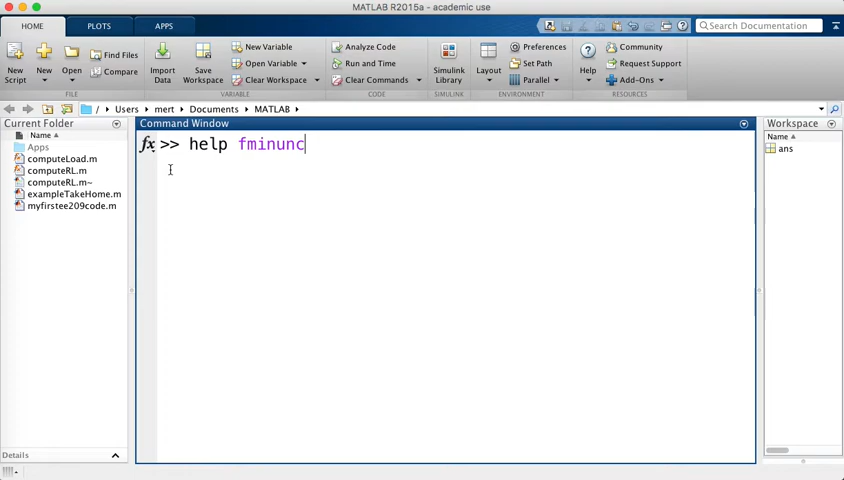 MATLAB R2015a - academic use
HOME PLOTS APPS
Search Documentation
New Script
New
Open
Find Files
Compare
FILE
Import Data
Save Workspace
New Variable
Open Variable
Clear Workspace
VARIABLE
Analyze Code
Run and Time
Clear Commands
CODE
Simulink Library
SIMULINK
Layout
Preferences
Set Path
Parallel
ENVIRONMENT
Help
Community
Request Support
Add-Ons
RESOURCES
/ Users mert Documents MATLAB
Current Folder
Name
Apps
computeLoad.m
computeRL.m
computeRL.m~
exampleTakeHome.m
myfirstee209code.m
Details
Command Window
fx >> help fminunc
Workspace
Name
ans